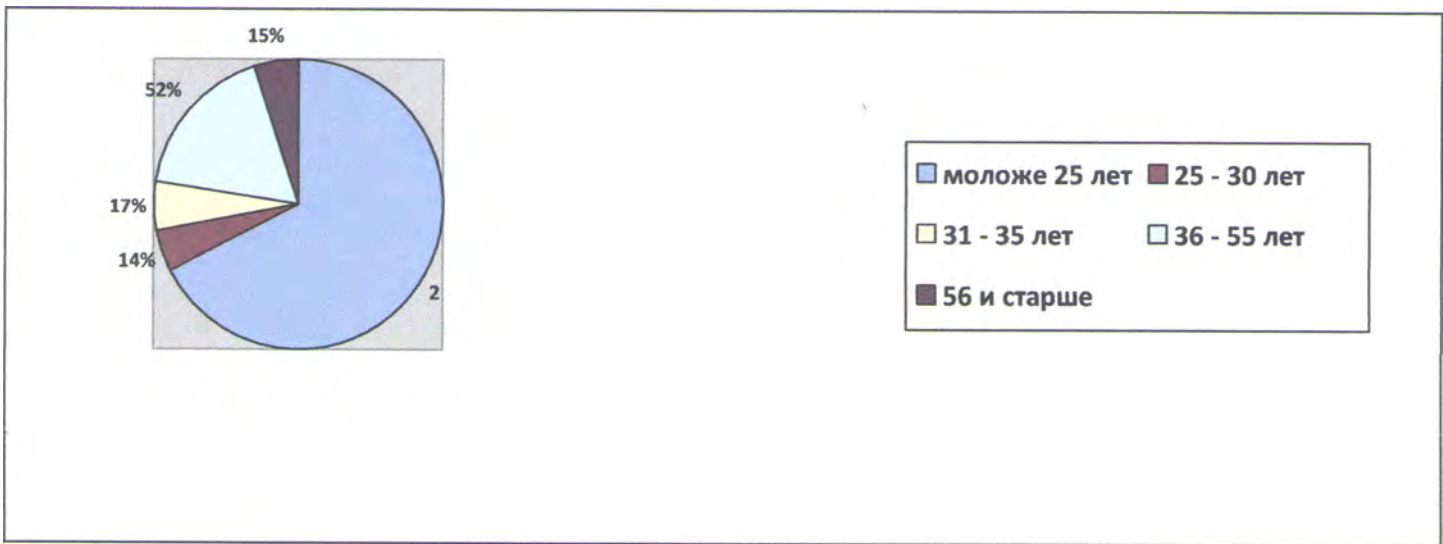 15%
52%
17%
14%
2
моложе 25 лет
25 - 30 лет
31 - 35 лет
36 - 55 лет
56 и старше